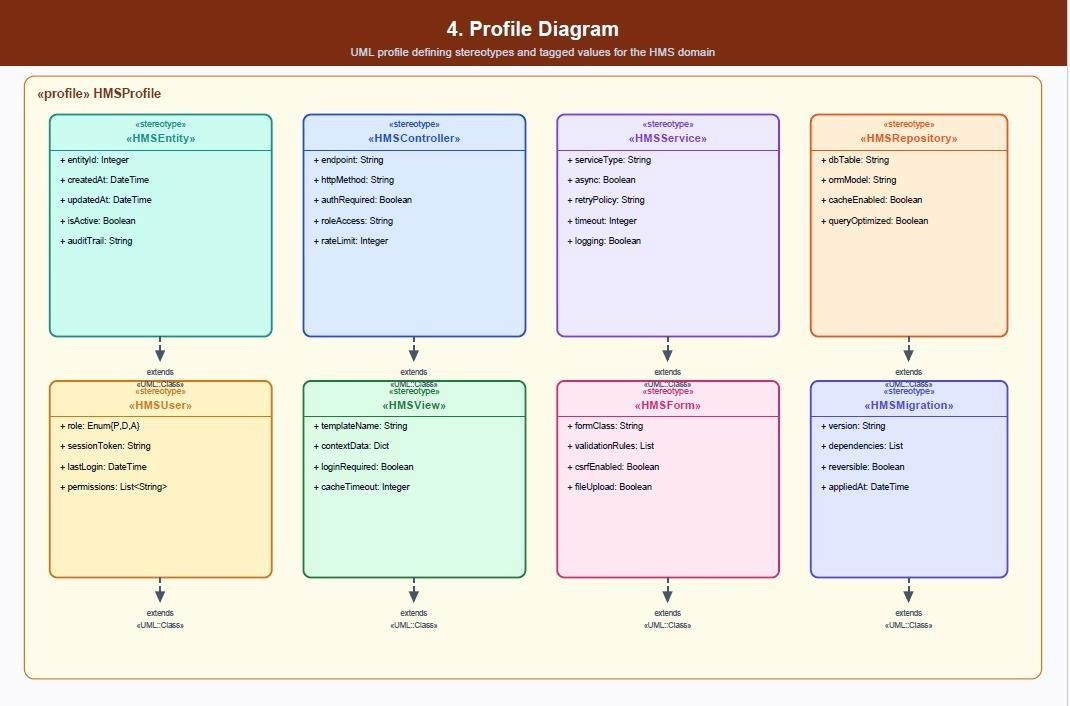 4. Profile Diagram
UML profile defining stereotypes and tagged values for the HMS domain
«profile» HMSProfile
«stereotype»
«HMSEntity»
+ entityId: Integer
+ createdAt: DateTime
+ updatedAt: DateTime
+ isActive: Boolean
+ auditTrail: String
extends
«UML::Class»
«stereotype»
«HMSController»
+ endpoint: String
+ httpMethod: String
+ authRequired: Boolean
+ roleAccess: String
+ rateLimit: Integer
extends
«UML::Class»
«stereotype»
«HMSService»
+ serviceType: String
+ async: Boolean
+ retryPolicy: String
+ timeout: Integer
+ logging: Boolean
extends
«UML::Class»
«stereotype»
«HMSRepository»
+ dbTable: String
+ ormModel: String
+ cacheEnabled: Boolean
+ queryOptimized: Boolean
extends
«UML::Class»
«stereotype»
«HMSUser»
+ role: Enum{P,D,A}
+ sessionToken: String
+ lastLogin: DateTime
+ permissions: List<String>
extends
«UML::Class»
«stereotype»
«HMSView»
+ templateName: String
+ contextData: Dict
+ loginRequired: Boolean
+ cacheTimeout: Integer
extends
«UML::Class»
«stereotype»
«HMSForm»
+ formClass: String
+ validationRules: List
+ csrfEnabled: Boolean
+ fileUpload: Boolean
extends
«UML::Class»
«stereotype»
«HMSMigration»
+ version: String
+ dependencies: List
+ reversible: Boolean
+ appliedAt: DateTime
extends
«UML::Class»